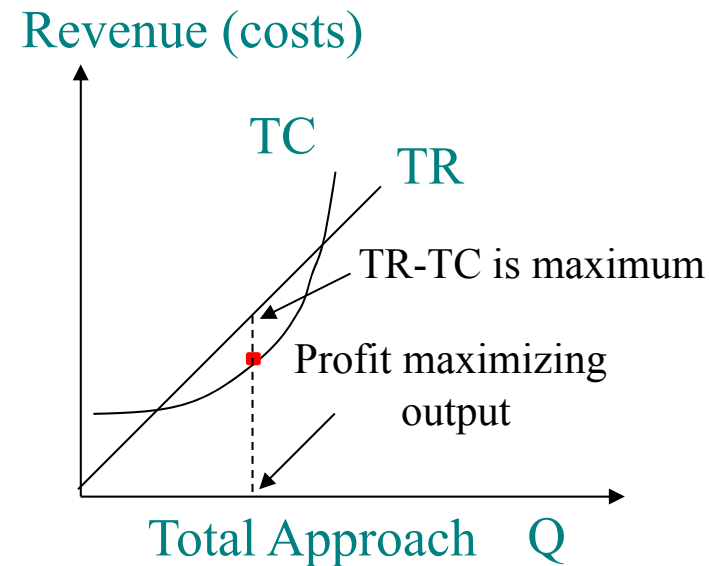 Revenue (costs)
TC
TR
TR-TC is maximum
Profit maximizing
output
Total Approach Q